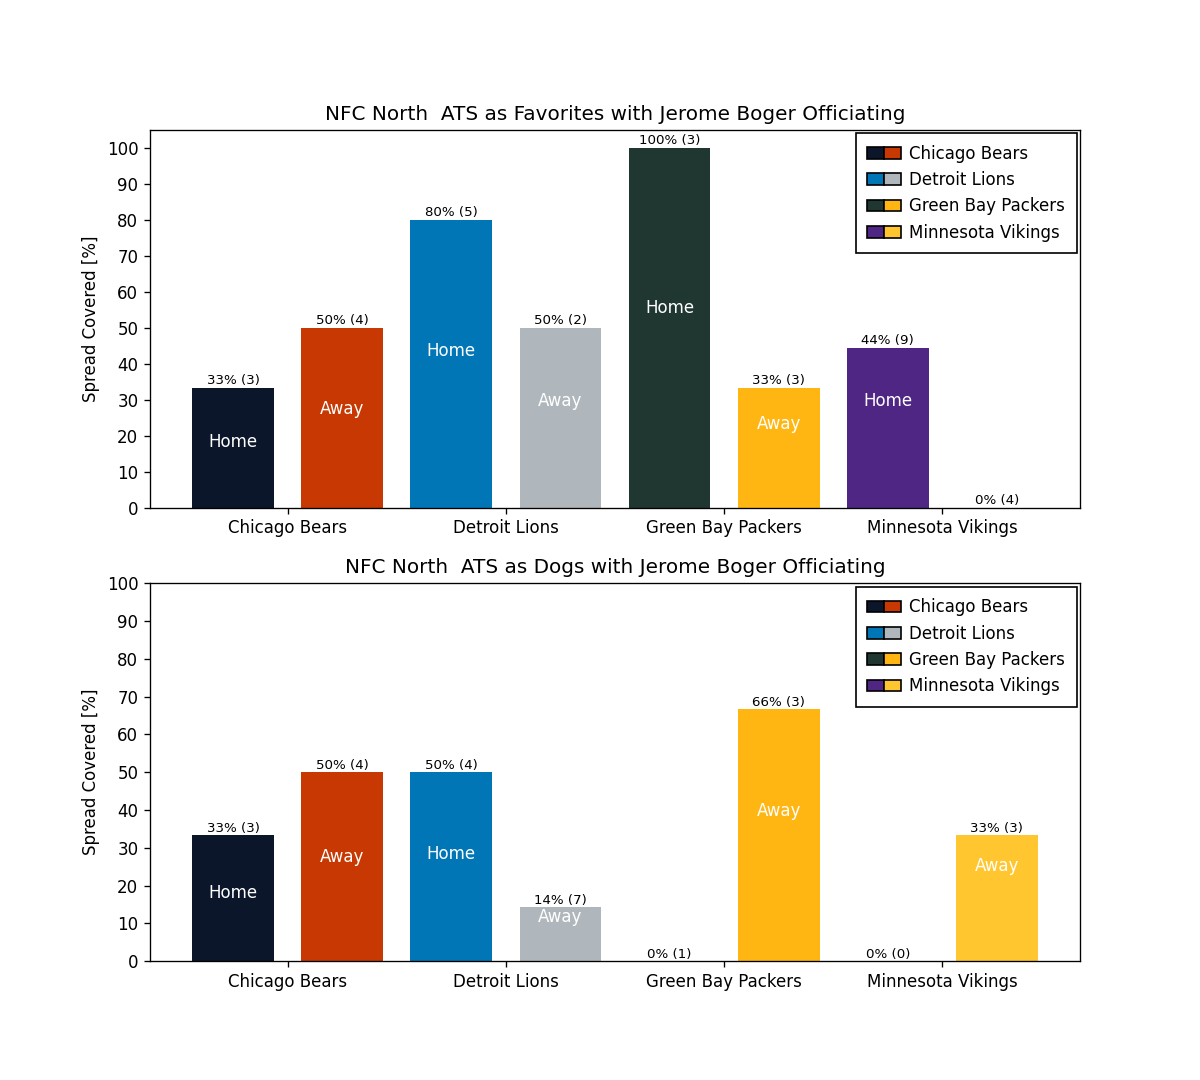 NFC North  ATS as Favorites with Jerome Boger Officiating
Spread Covered [%]
100
90
80
70
60
50
40
30
20
10
0
33% (3)
50% (4)
80% (5)
50% (2)
100% (3)
33% (3)
44% (9)
0% (4)
Home
Away
Home
Away
Home
Away
Home
Chicago Bears
Detroit Lions
Green Bay Packers
Minnesota Vikings
Chicago Bears
Detroit Lions
Green Bay Packers
Minnesota Vikings
NFC North  ATS as Dogs with Jerome Boger Officiating
Spread Covered [%]
100
90
80
70
60
50
40
30
20
10
0
33% (3)
50% (4)
50% (4)
14% (7)
0% (1)
66% (3)
0% (0)
33% (3)
Home
Away
Home
Away
Away
Away
Chicago Bears
Detroit Lions
Green Bay Packers
Minnesota Vikings
Chicago Bears
Detroit Lions
Green Bay Packers
Minnesota Vikings